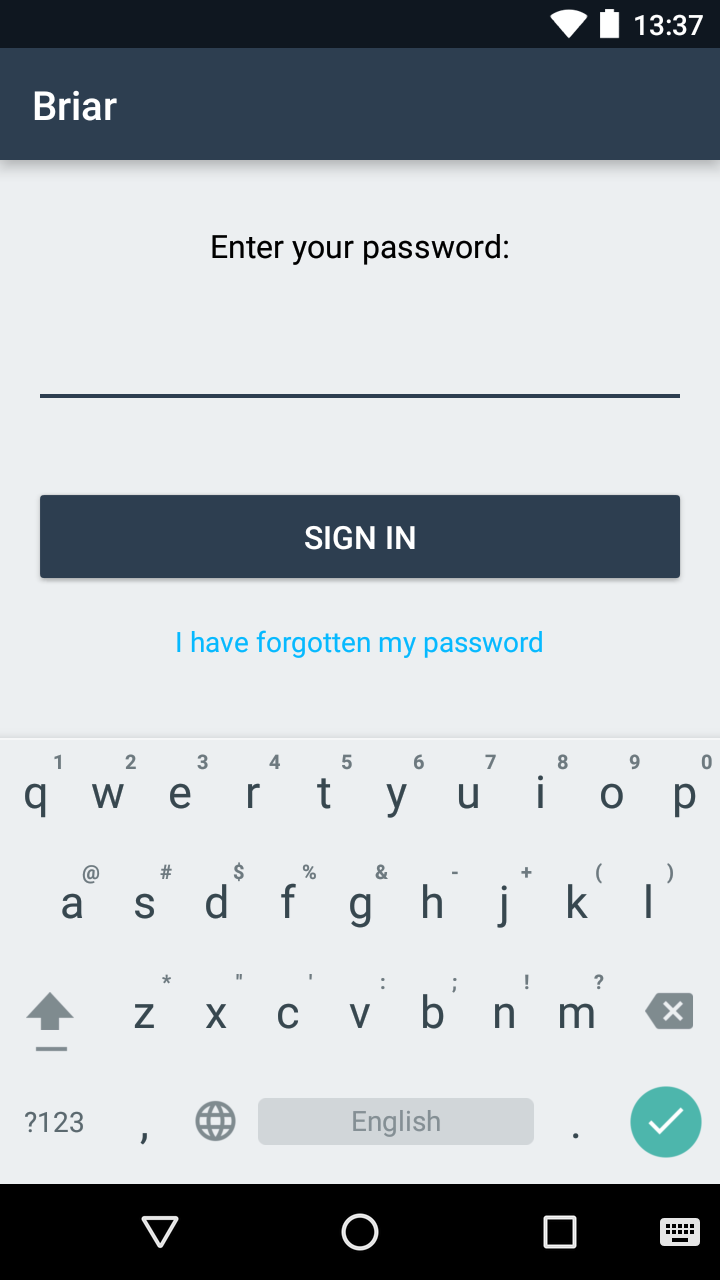 13:37
Briar
Enter your password:
SIGN IN
I have forgotten my password
1 2 3 4 5 6 7 8 9 0
q w e r t y u i o p
@ # $ % & - + ( )
a s d f g h j k l
* " ' : ; ! ?
z x c v b n m
?123 , English .